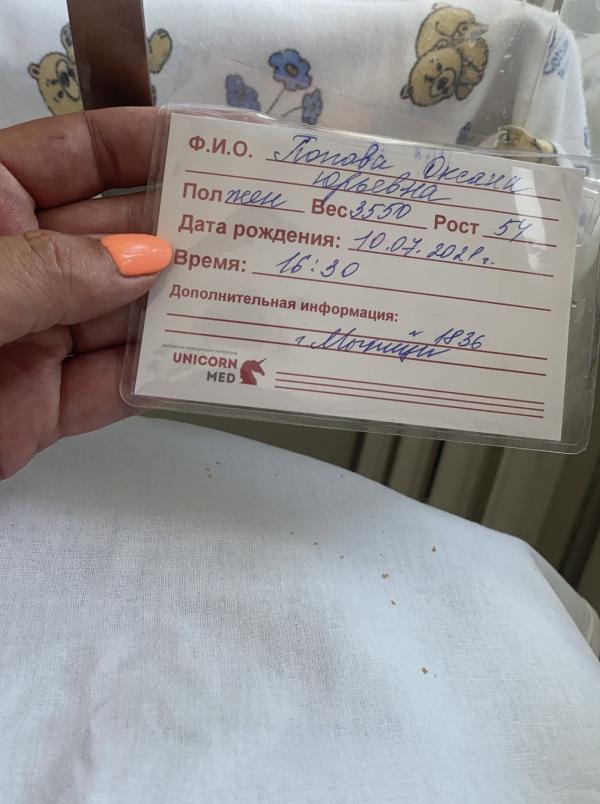 Ф.И.О. Попова Оксана
Юрьевна
Пол жен Вес 3550 Рост 54
Дата рождения: 10.07.2021г.
Время: 16:30
Дополнительная информация:
1836
г.
UNICORN
MED